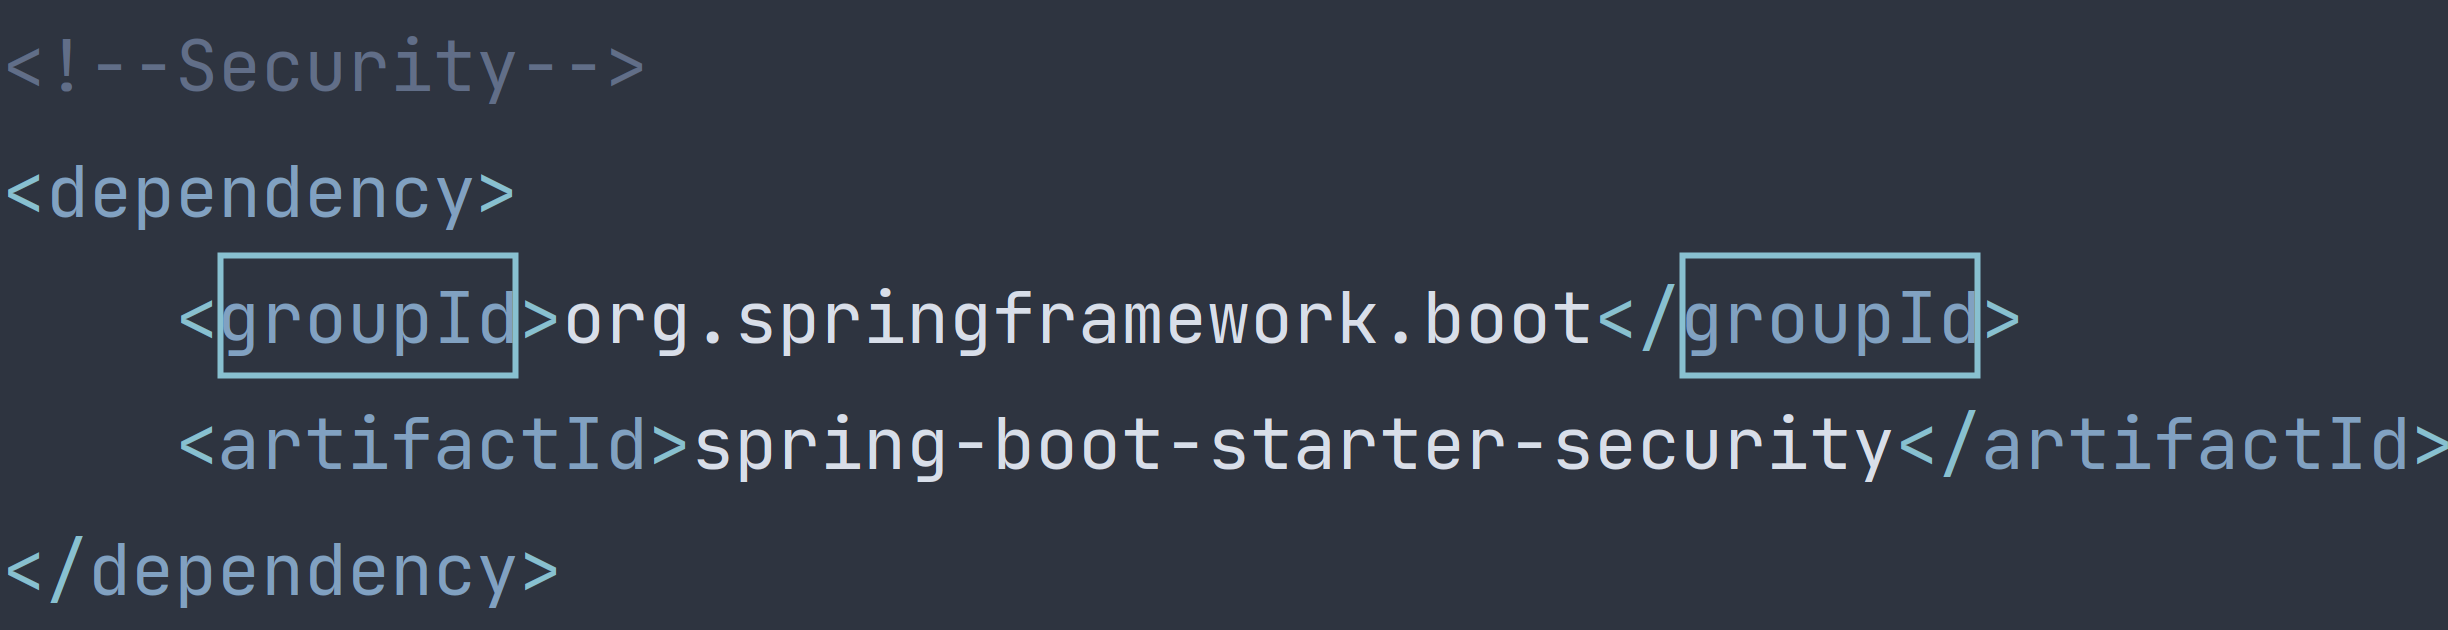 <!--Security-->
<dependency>
    <groupId>org.springframework.boot</groupId>
    <artifactId>spring-boot-starter-security</artifactId>
</dependency>